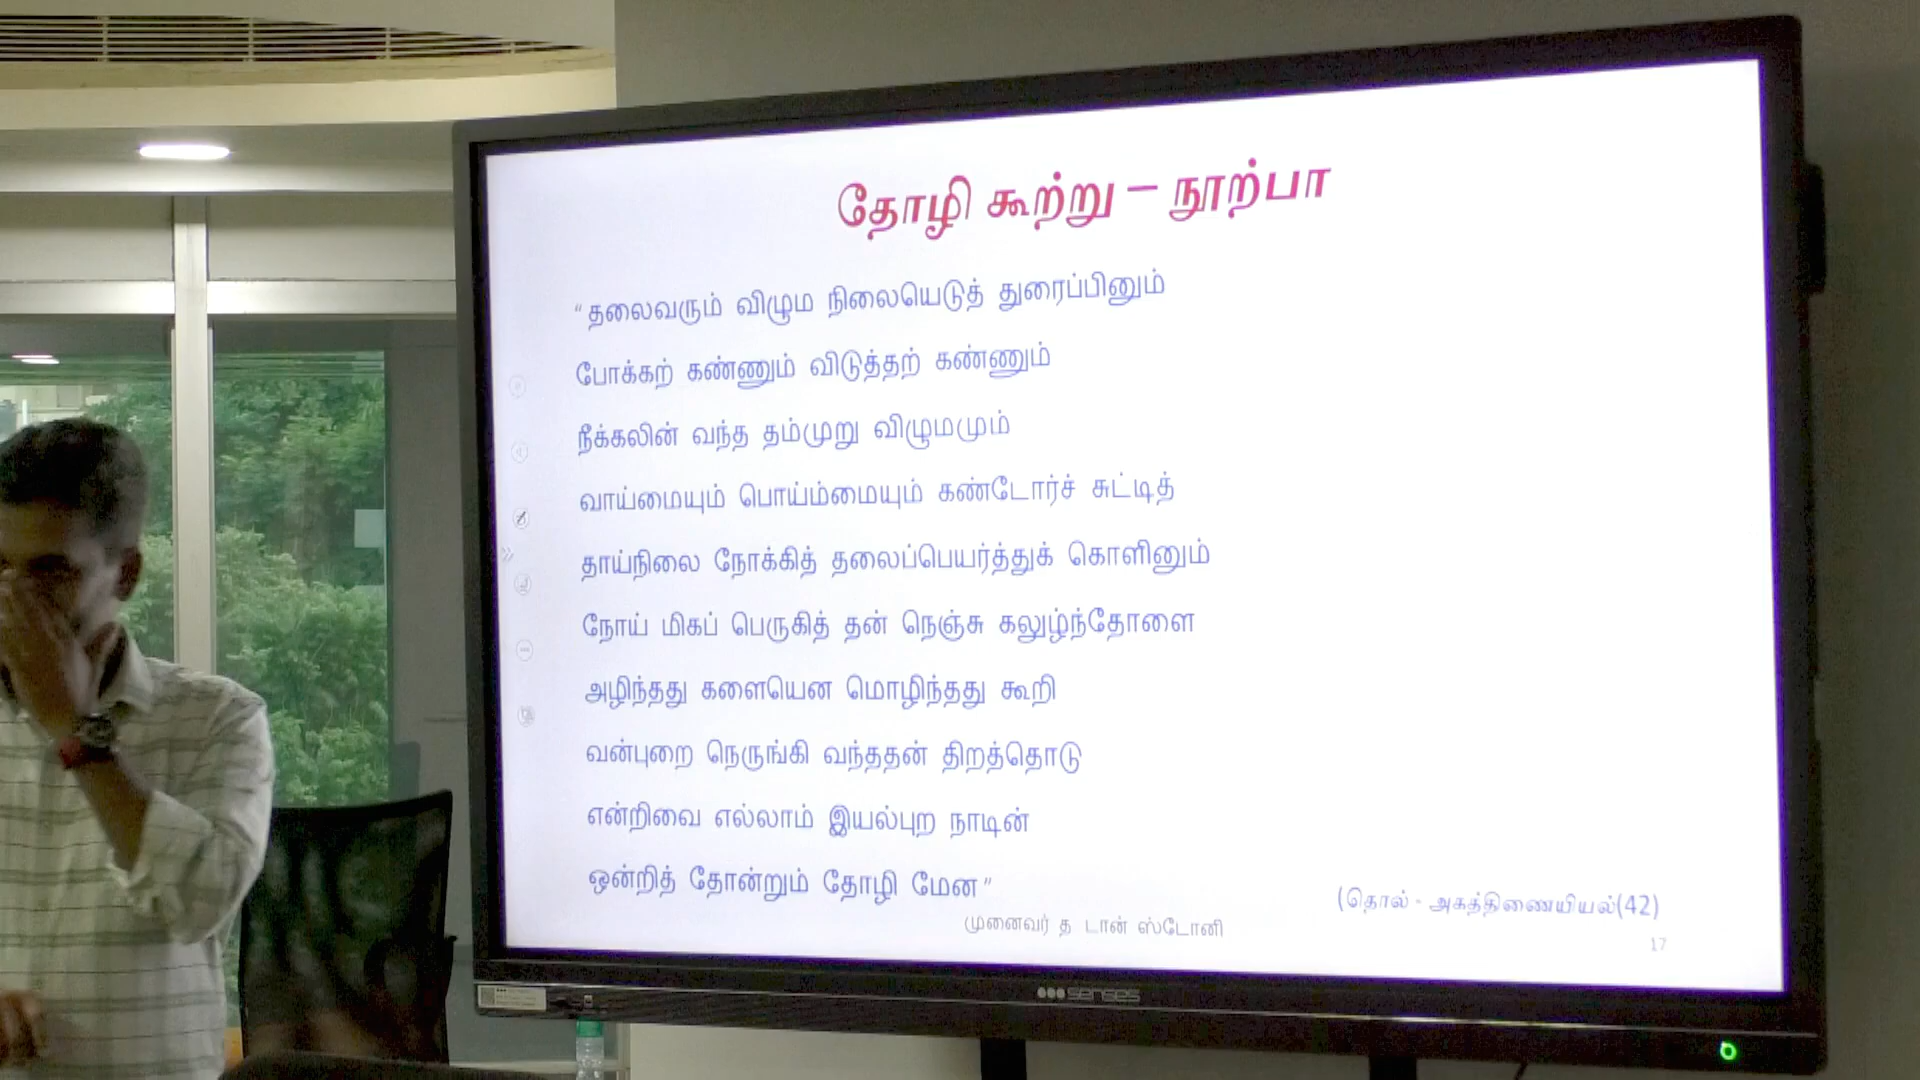 தோழி கூற்று – நூற்பா
“தலைவரும் விழும நிலையெடுத் துரைப்பினும்
போக்கற் கண்ணும் விடுத்தற் கண்ணும்
நீக்கலின் வந்த தம்முறு விழுமமும்
வாய்மையும் பொய்ம்மையும் கண்டோர்ச் சுட்டித்
தாய்நிலை நோக்கித் தலைப்பெயர்த்துக் கொளினும்
நோய் மிகப் பெருகித் தன் நெஞ்சு கலுழ்ந்தோளை
அழிந்தது களையென மொழிந்தது கூறி
வன்புறை நெருங்கி வந்ததன் திறத்தொடு
என்றிவை எல்லாம் இயல்புற நாடின்
ஒன்றித் தோன்றும் தோழி மேன”
(தொல் - அகத்திணையியல்(42)
முனைவர் த டான் ஸ்டோனி
17
senses